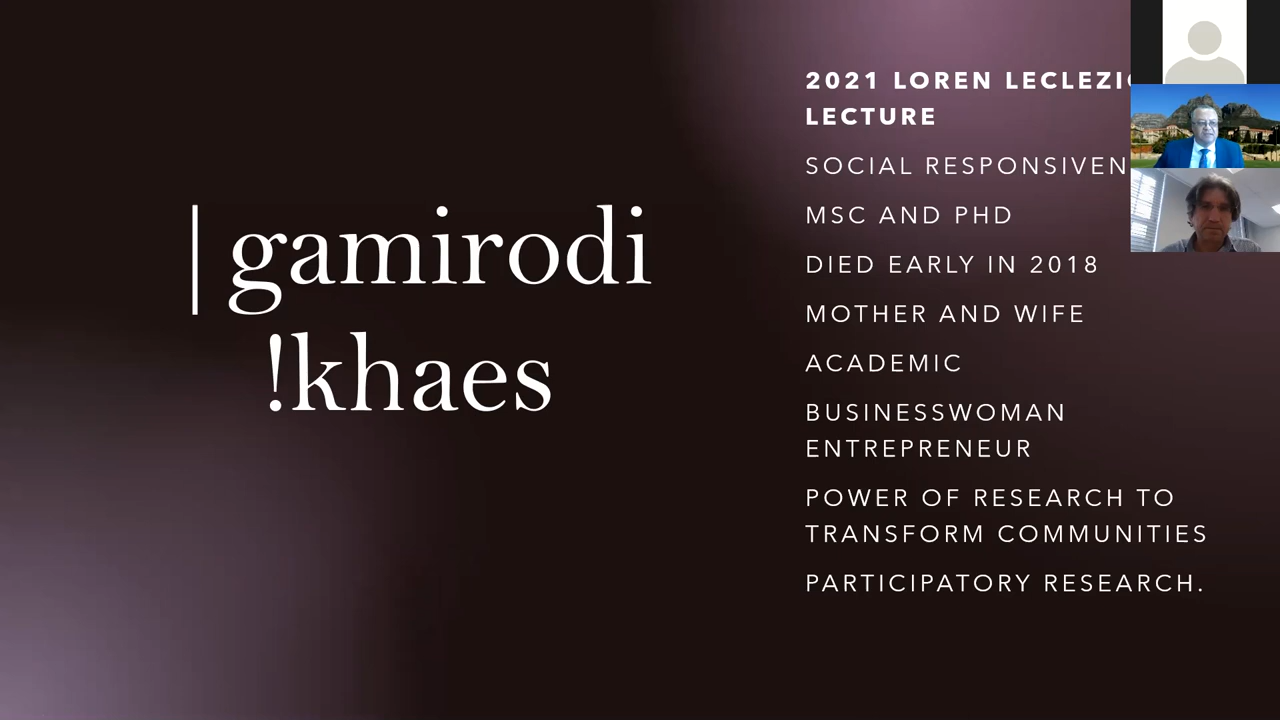 |gamirodi
!khaes
2021 LOREN
LECTURE
SOCIAL
MSC AND PHD
DIED EARLY IN 2018
MOTHER AND WIFE
ACADEMIC
BUSINESSWOMAN
ENTREPRENEUR
POWER OF RESEARCH TO
TRANSFORM COMMUNITIES
PARTICIPATORY RESEARCH.